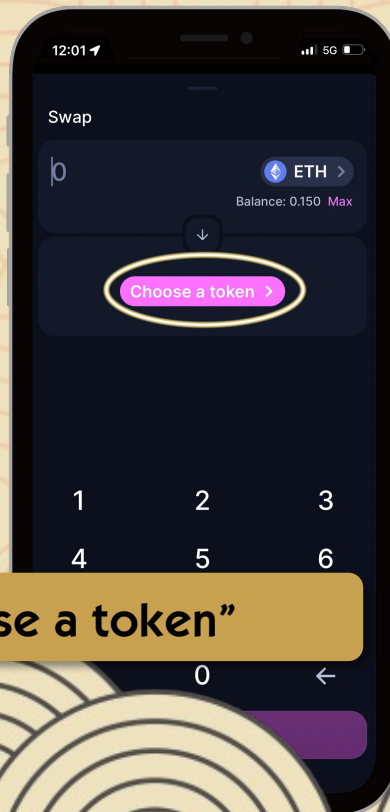 12:01
5G
Swap
0
ETH
Balance: 0.150 Max
Choose a token
1 2 3
4 5 6
se a token”
0